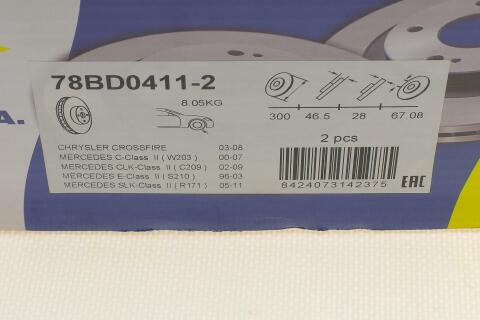 A.
78BD0411-2
8.05KG
300 46.5 28 67.08
2 pcs
CHRYSLER CROSSFIRE 03-08
MERCEDES C-Class II (W203) 00-07
MERCEDES CLK-Class II (C209) 02-09
MERCEDES E-Class II (S210) 96-03
MERCEDES SLK-Class II (R171) 05-11
8424073142375
EAC